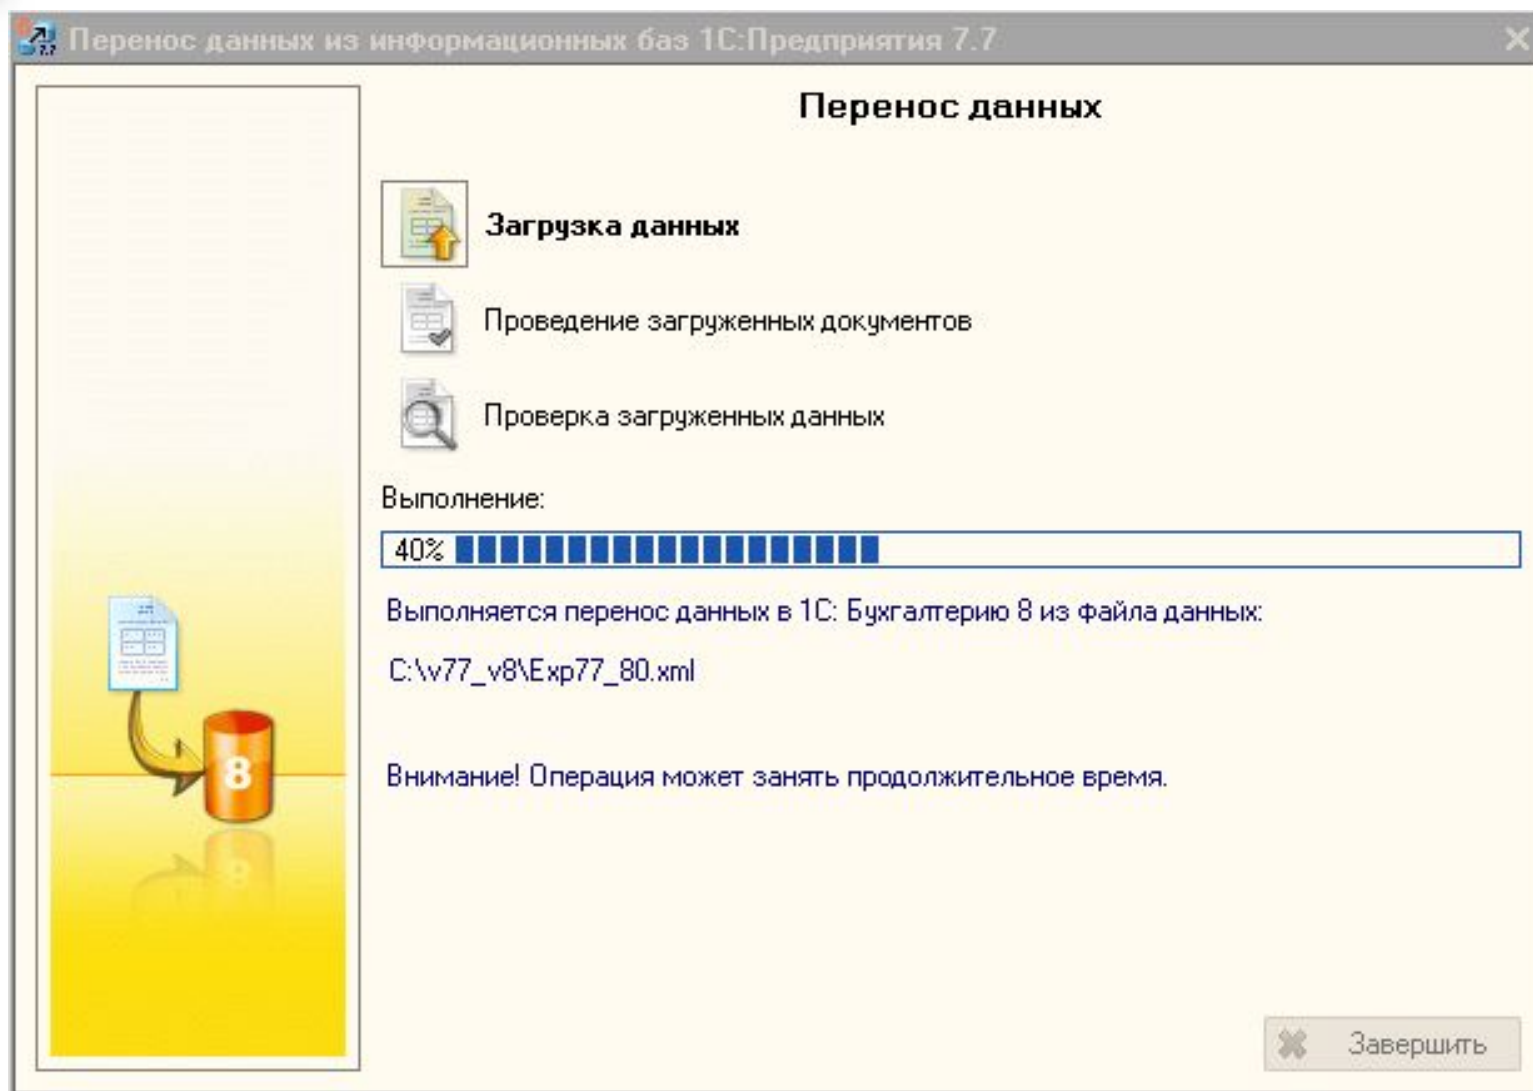 Перенос данных из информационных баз 1С:Предприятия 7.7
Перенос данных
Загрузка данных
Проведение загруженных документов
Проверка загруженных данных
Выполнение:
40%
Выполняется перенос данных в 1С: Бухгалтерию 8 из файла данных:
C:\v77_v8\Exp77_80.xml
8
Внимание! Операция может занять продолжительное время.
Завершить